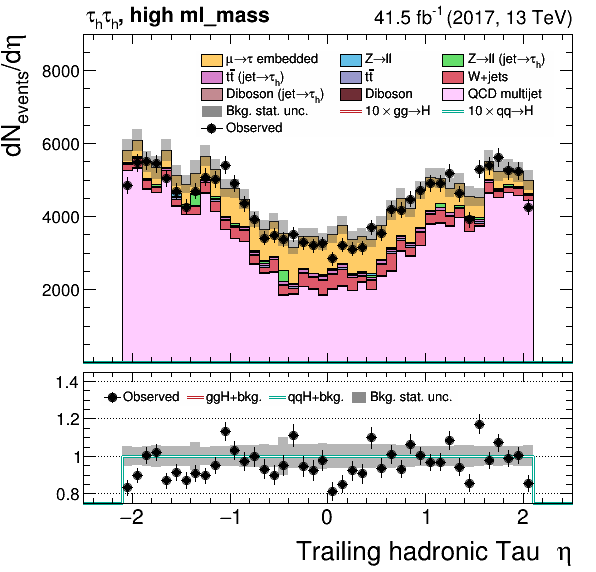 τhτh, high ml_mass 41.5 fb⁻¹ (2017, 13 TeV)
dNevents/dη
8000
6000
4000
2000
μ→τ embedded Z→ll Z→ll (jet→τh)
tt̄ (jet→τh) tt̄ W+jets
Diboson (jet→τh) Diboson QCD multijet
Bkg. stat. unc. 10 × gg→H 10 × qq→H
Observed
1.4
1.2
1
0.8
Observed ggH+bkg. qqH+bkg. Bkg. stat. unc.
−2 −1 0 1 2
Trailing hadronic Tau η